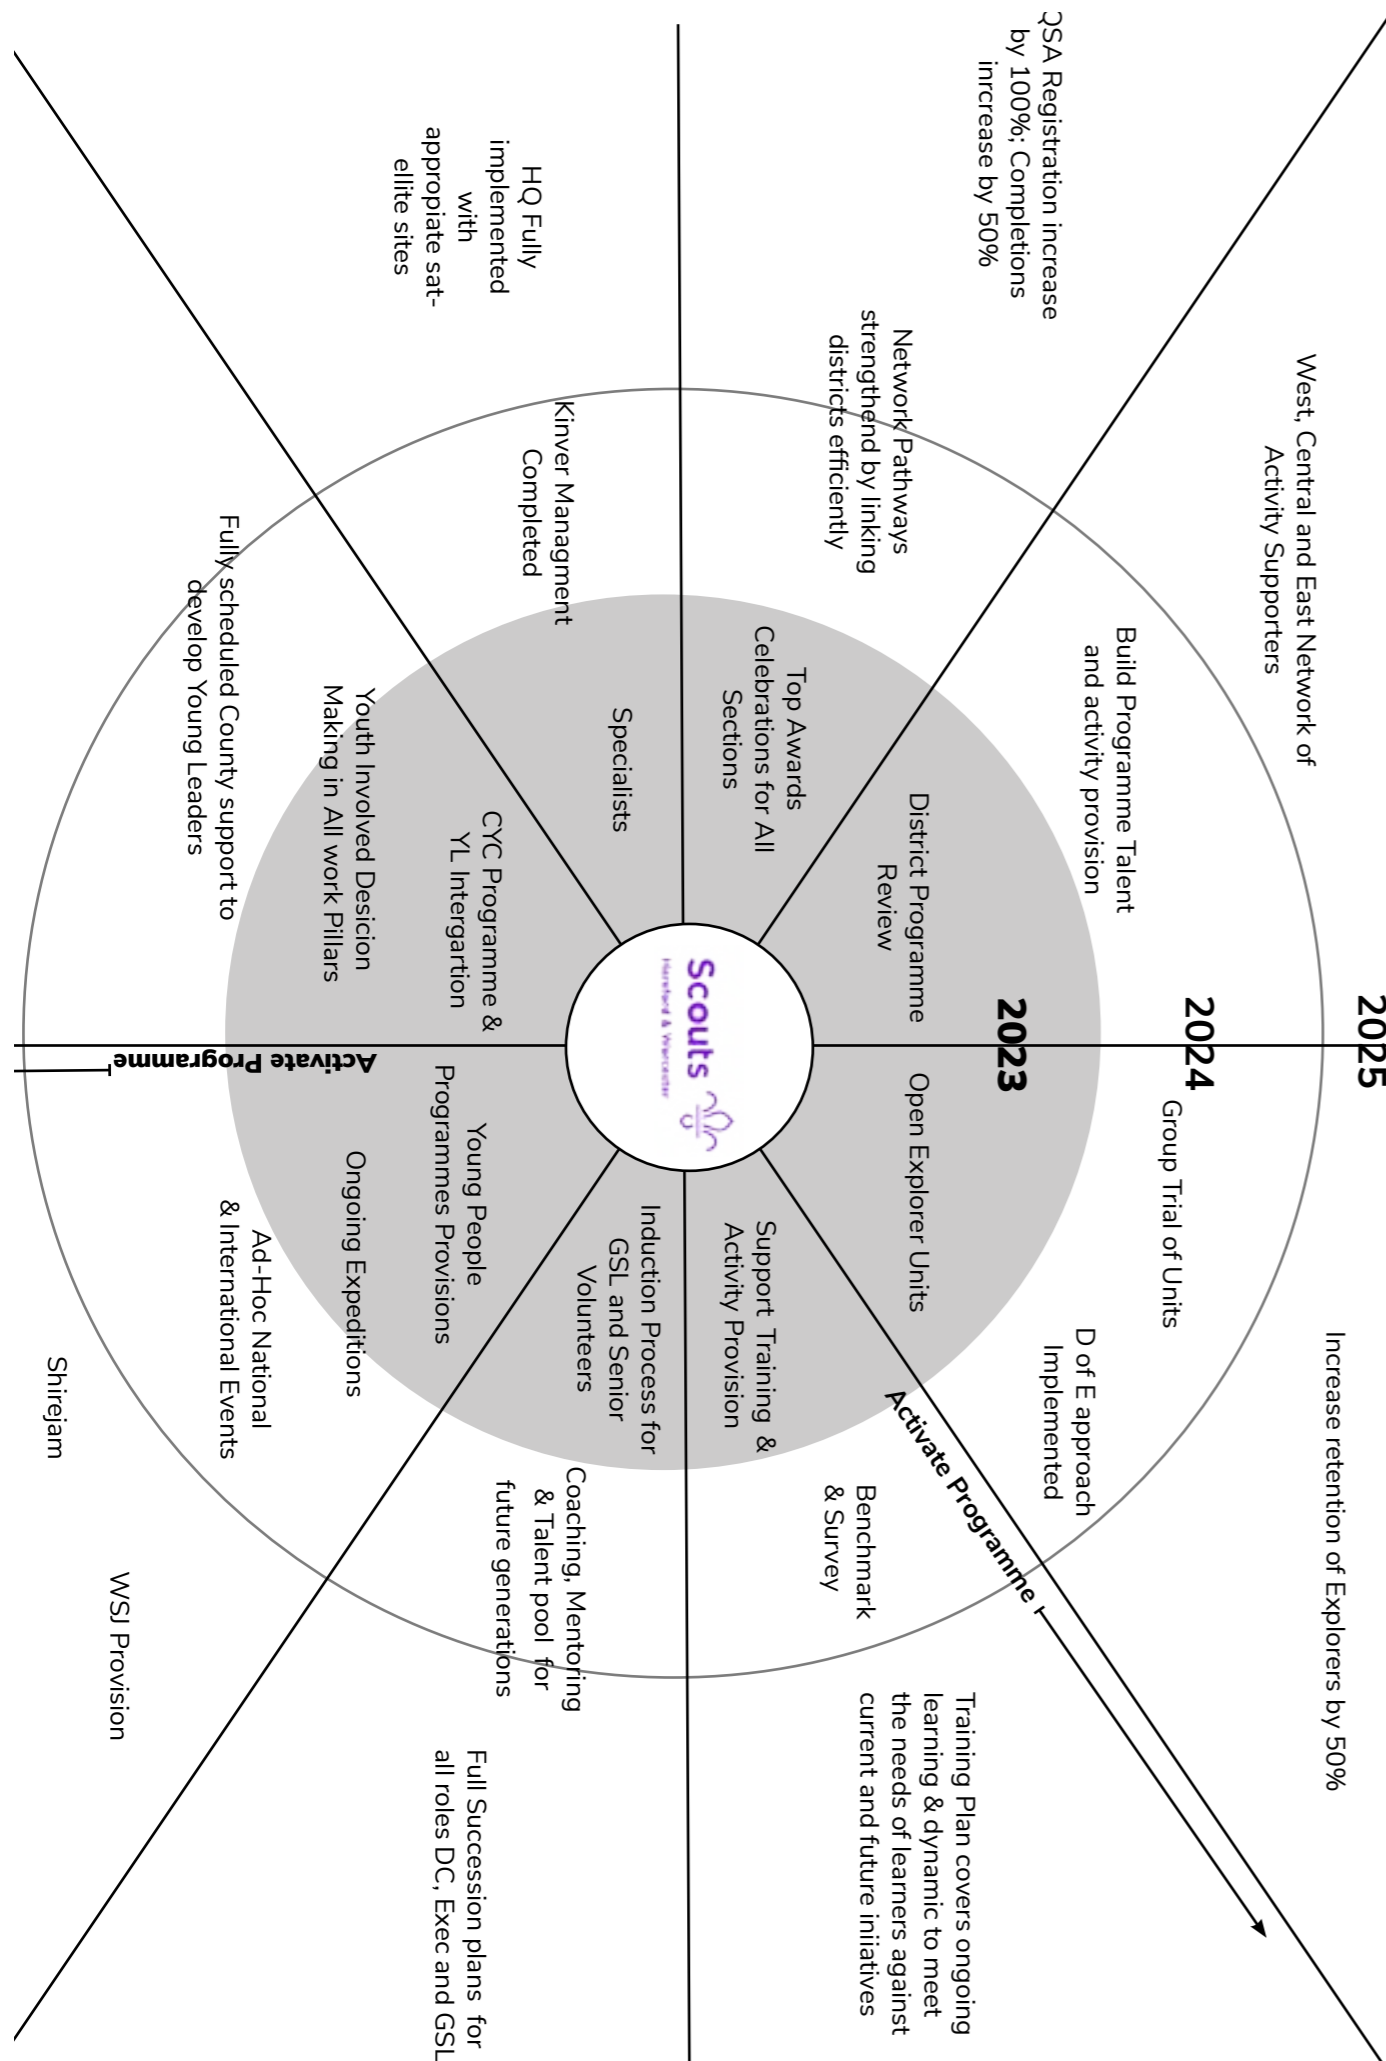 2025
2024
2023
Increase retention of Explorers by 50%
Group Trial of Units
D of E approach
Implemented
Open Explorer Units
Activate Programme
Training Plan covers ongoing
learning & dynamic to meet
the needs of learners against
current and future iniiatives
Benchmark
& Survey
Support Training &
Activity Provision
Induction Process for
GSL and Senior
Volunteers
Coaching, Mentoring
& Talent pool for
future generations
Full Succession plans for
all roles DC, Exec and GSL
Young People
Programmes Provisions
Ongoing Expeditions
Ad-Hoc National
& International Events
Shirejam
WSJ Provision
Activate Programme
CYC Programme &
YL Intergartion
Youth Involved Desicion
Making in All work Pillars
Fully scheduled County support to
develop Young Leaders
Specialists
Kinver Managment
Completed
HQ Fully
implemented
with
appropiate sat-
ellite sites
Top Awards
Celebrations for All
Sections
Network Pathways
strengthend by linking
districts efficiently
QSA Registration increase
by 100%; Completions
inrcrease by 50%
District Programme
Review
Build Programme Talent
and activity provision
West, Central and East Network of
Activity Supporters
Scouts
Hereford & Worcester